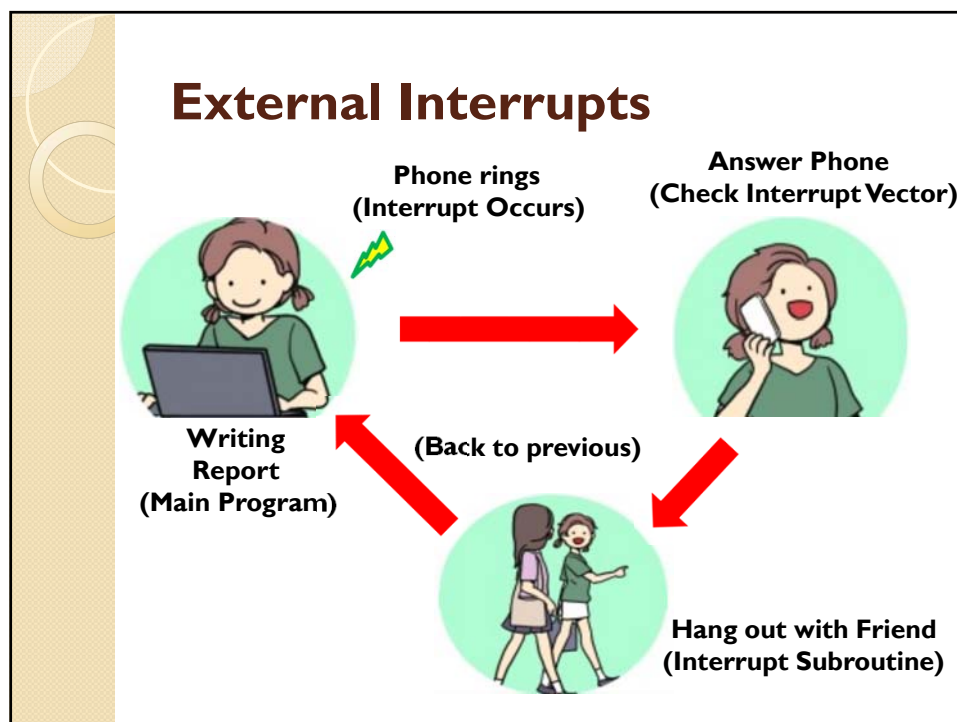 External Interrupts
Phone rings
(Interrupt Occurs)
Answer Phone
(Check Interrupt Vector)
Writing
Report
(Main Program)
(Back to previous)
Hang out with Friend
(Interrupt Subroutine)